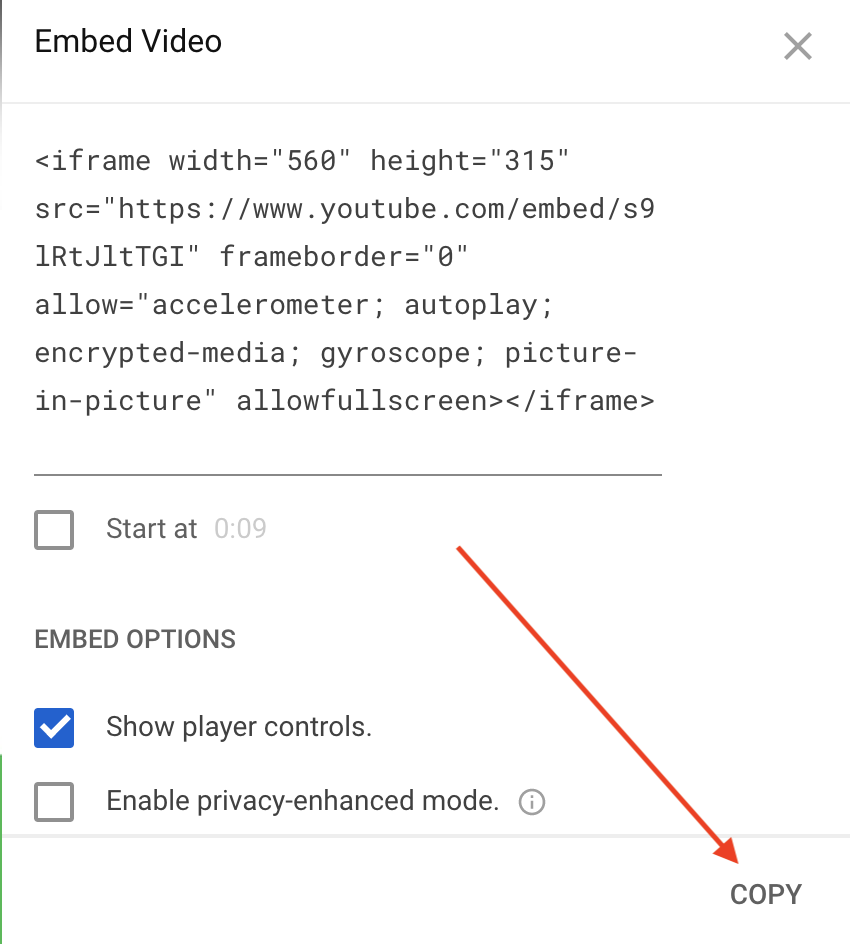 Embed Video
<iframe width="560" height="315"
src="https://www.youtube.com/embed/s9
lRtJltTGI" frameborder="0"
allow="accelerometer; autoplay;
encrypted-media; gyroscope; picture-
in-picture" allowfullscreen></iframe>
Start at 0:09
EMBED OPTIONS
Show player controls.
Enable privacy-enhanced mode.
COPY